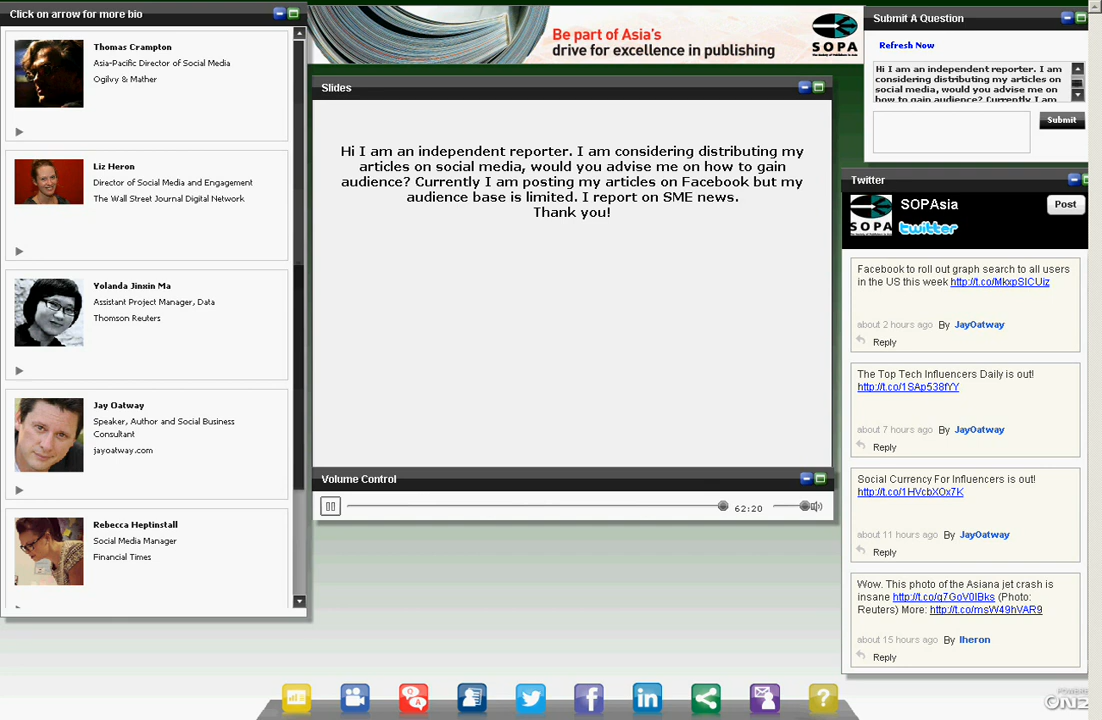 Click on arrow for more bio
Thomas Crampton
Asia-Pacific Director of Social Media
Ogilvy & Mather
Liz Heron
Director of Social Media and Engagement
The Wall Street Journal Digital Network
Yolanda Jinxin Ma
Assistant Project Manager, Data
Thomson Reuters
Jay Oatway
Speaker, Author and Social Business
Consultant
jayoatway.com
Rebecca Heptinstall
Social Media Manager
Financial Times
Be part of Asia's
drive for excellence in publishing
SOPA
Slides
Hi I am an independent reporter. I am considering distributing my
articles on social media, would you advise me on how to gain
audience? Currently I am posting my articles on Facebook but my
audience base is limited. I report on SME news.
Thank you!
Volume Control
62:20
Submit A Question
Refresh Now
Hi I am an independent reporter. I am
considering distributing my articles on
social media, would you advise me on
how to gain audience? Currently I am
Submit
Twitter
SOPA
SOPAsia
twitter
Post
Facebook to roll out graph search to all users
in the US this week http://t.co/MkxpSICUiz
about 2 hours ago By JayOatway
Reply
The Top Tech Influencers Daily is out!
http://t.co/1SAp538fYY
about 7 hours ago By JayOatway
Reply
Social Currency For Influencers is out!
http://t.co/1HVcbXOx7K
about 11 hours ago By JayOatway
Reply
Wow. This photo of the Asiana jet crash is
insane http://t.co/q7GoV0lBks (Photo:
Reuters) More: http://t.co/msW49hVAR9
about 15 hours ago By lheron
Reply
Q
A
f
in
?
ON24